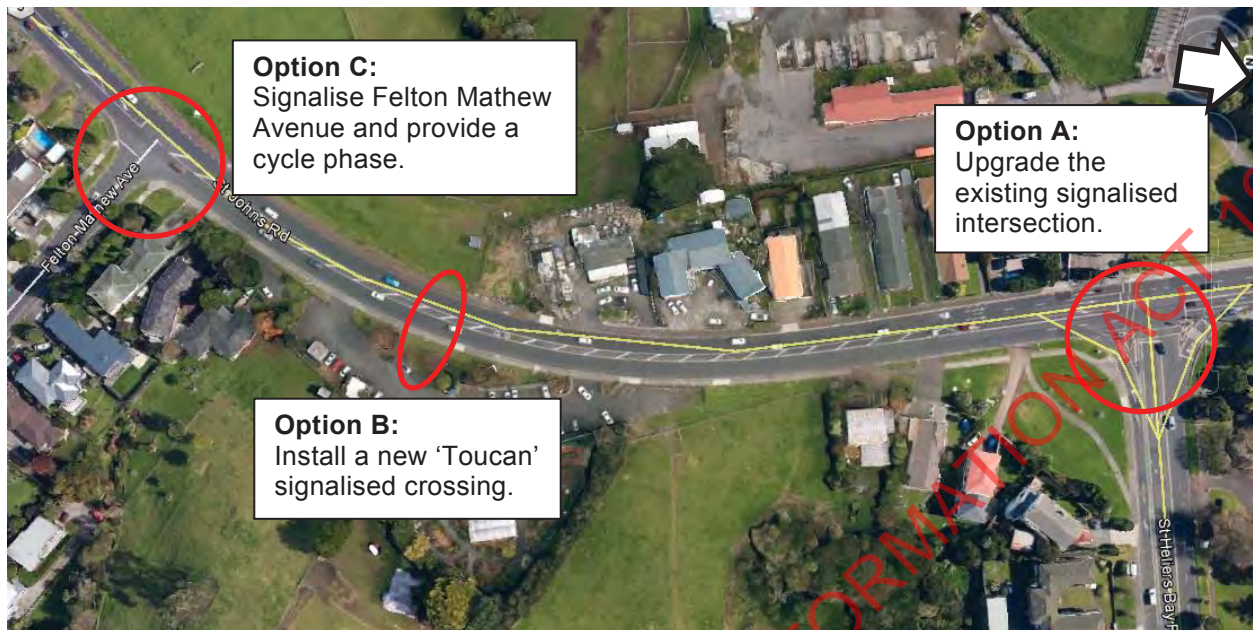 Option C:
Signalise Felton Mathew
Avenue and provide a
cycle phase.
Option A:
Upgrade the
existing signalised
intersection.
Felton Mathew Ave
St Johns Rd
Option B:
Install a new ‘Toucan’
signalised crossing.
St Heliers Bay
FORMATION ACT
N